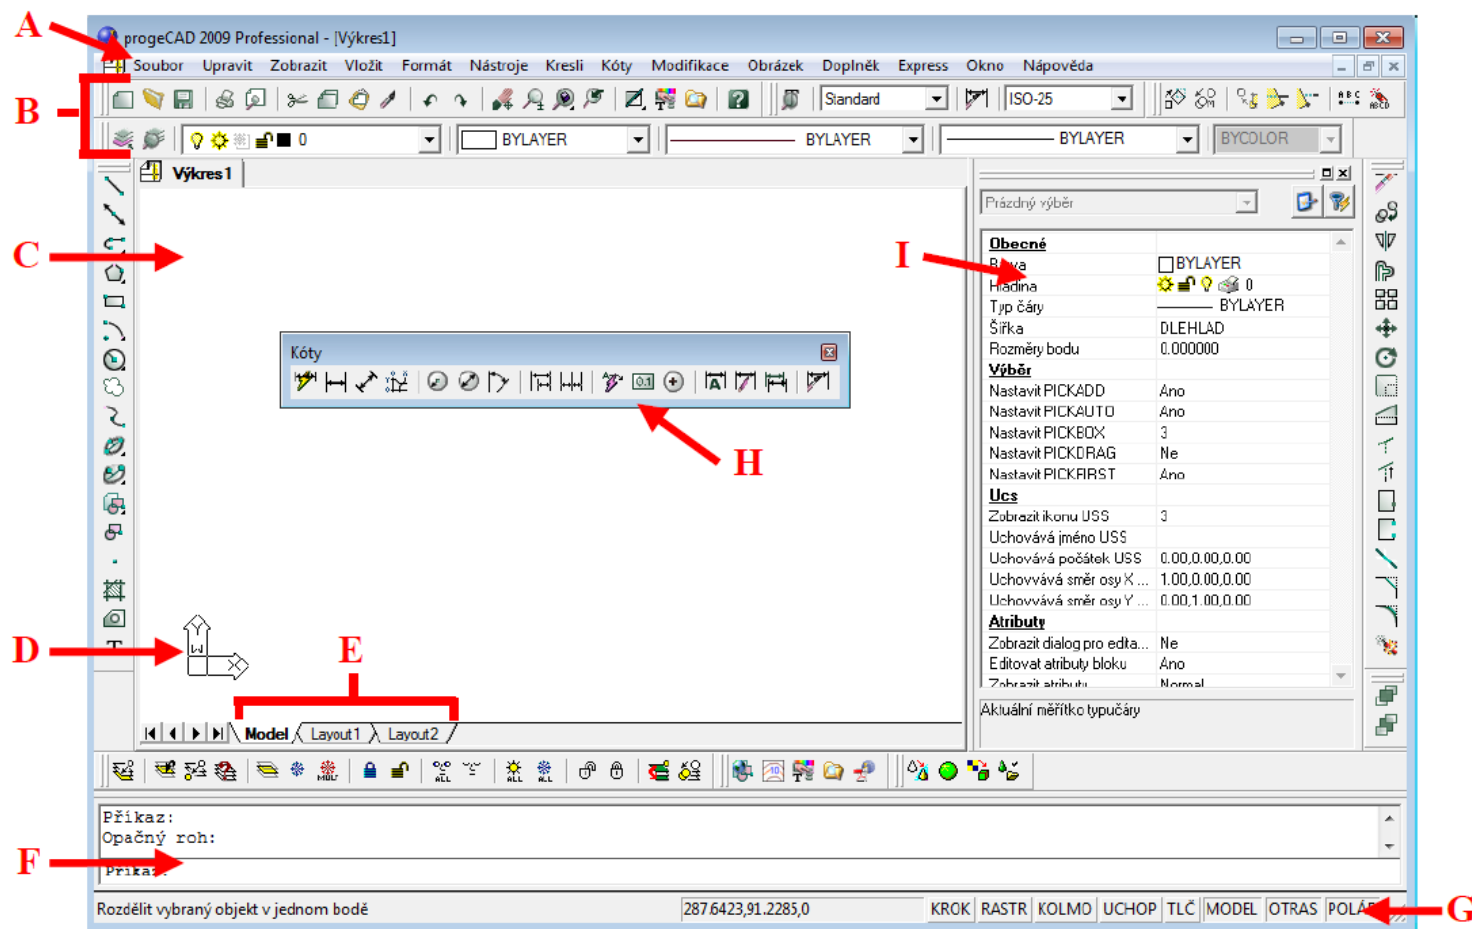 A
progeCAD 2009 Professional - [Výkres1]
Soubor Upravit Zobrazit Vložit Formát Nástroje Kresli Kóty Modifikace Obrázek Doplněk Express Okno Nápověda
B
Standard ISO-25
0 BYLAYER BYLAYER BYLAYER BYCOLOR
Výkres1
Prázdný výběr
C
I
Obecné
BYLAYER
Hladina 0
Typ čáry BYLAYER
Šířka DLEHLAD
Rozměry bodu 0.000000
Výběr
Nastavit PICKADD Ano
Nastavit PICKAUTO Ano
Nastavit PICKBOX 3
Nastavit PICKDRAG Ne
Nastavit PICKFIRST Ano
Ucs
Zobrazit ikonu USS 3
Uchovává jméno USS
Uchovává počátek USS 0.00,0.00,0.00
Uchovvává směr osy X ... 1.00,0.00,0.00
Uchovvává směr osy Y ... 0.00,1.00,0.00
Atributy
Zobrazit dialog pro edita... Ne
Editovat atributy bloku Ano
Zobrazit atributy Normal
Aktuální měřítko typučáry
Kóty
H
D
Y
W
X
E
Model Layout1 Layout2
Příkaz:
Opačný roh:
F
Příkaz:
Rozdělit vybraný objekt v jednom bodě 287.6423,91.2285,0 KROK RASTR KOLMO UCHOP TLČ MODEL OTRAS
G